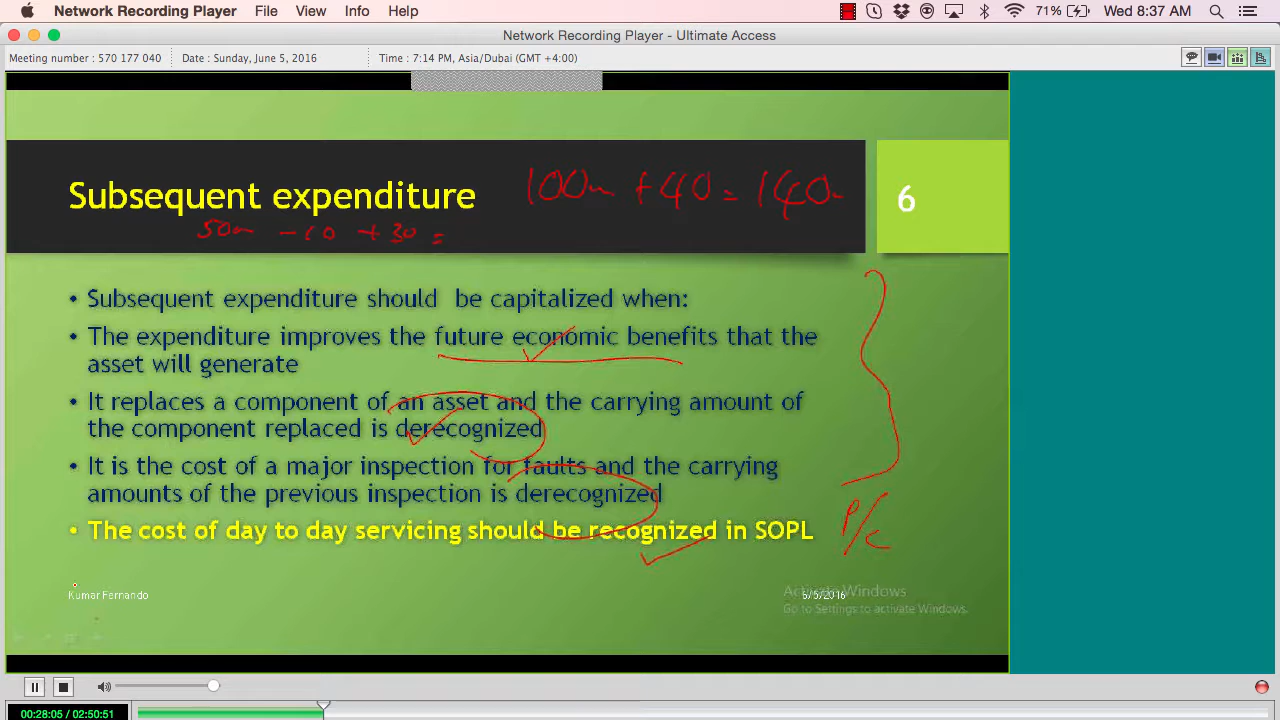 Network Recording Player File View Info Help 71% Wed 8:37 AM
Network Recording Player - Ultimate Access
Meeting number : 570 177 040 Date : Sunday, June 5, 2016 Time : 7:14 PM, Asia/Dubai (GMT +4:00)
100m + 40 = 140m
Subsequent expenditure
6
50m - 10 + 30 =
• Subsequent expenditure should be capitalized when:
• The expenditure improves the future economic benefits that the
asset will generate
• It replaces a component of an asset and the carrying amount of
the component replaced is derecognized
• It is the cost of a major inspection for faults and the carrying
amounts of the previous inspection is derecognized
• The cost of day to day servicing should be recognized in SOPL
Activate Windows
Kumar Fernando 6/5/2016
Go to Settings to activate Windows.
00:28:05 / 02:50:51